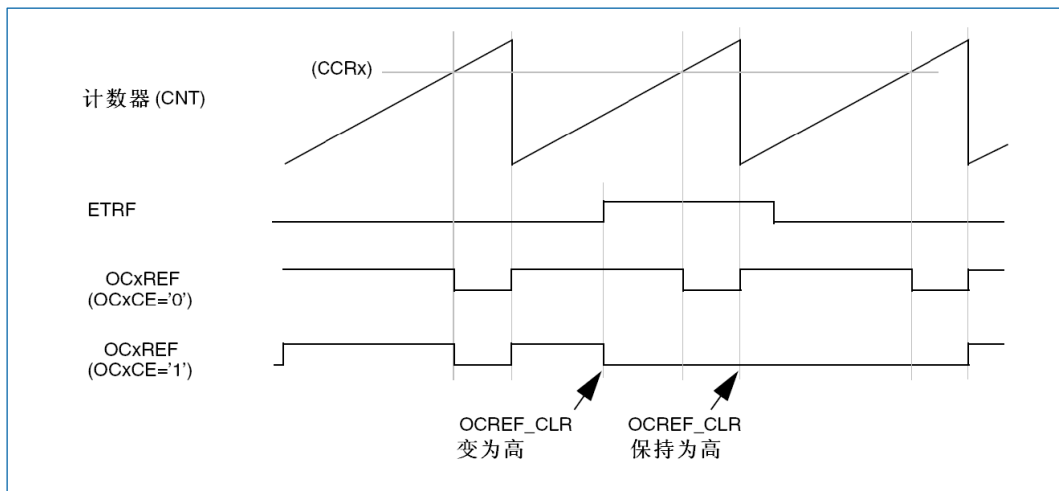 (CCRx)
计数器 (CNT)
ETRF
OCxREF
(OCxCE='0')
OCxREF
(OCxCE='1')
OCREF_CLR
变为高
OCREF_CLR
保持为高